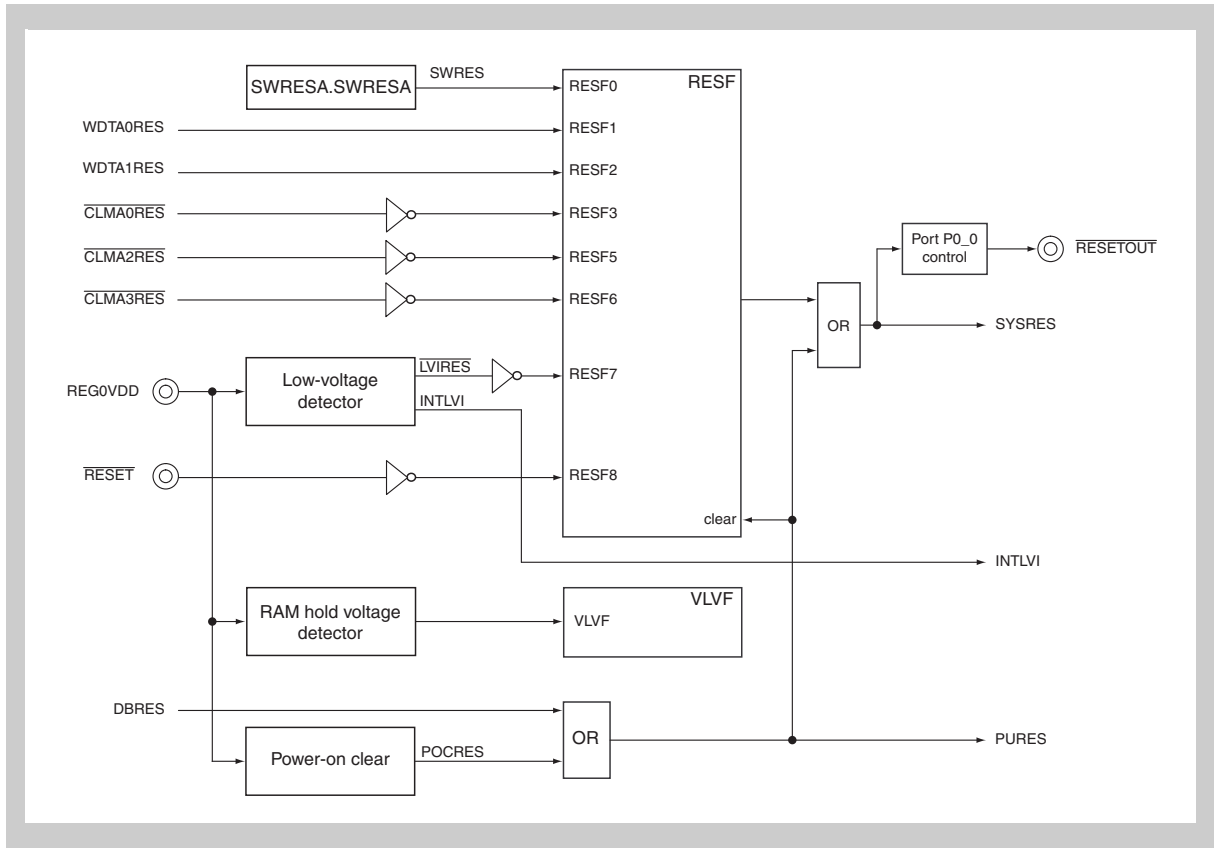 SWRES
SWRESA.SWRESA
RESF0
RESF
WDTA0RES
RESF1
WDTA1RES
RESF2
CLMA0RES
RESF3
CLMA2RES
RESF5
CLMA3RES
RESF6
Port P0_0
control
RESETOUT
OR
SYSRES
REG0VDD
Low-voltage
detector
LVIRES
INTLVI
RESF7
RESET
RESF8
clear
INTLVI
RAM hold voltage
detector
VLVF
VLVF
DBRES
Power-on clear
POCRES
OR
PURES